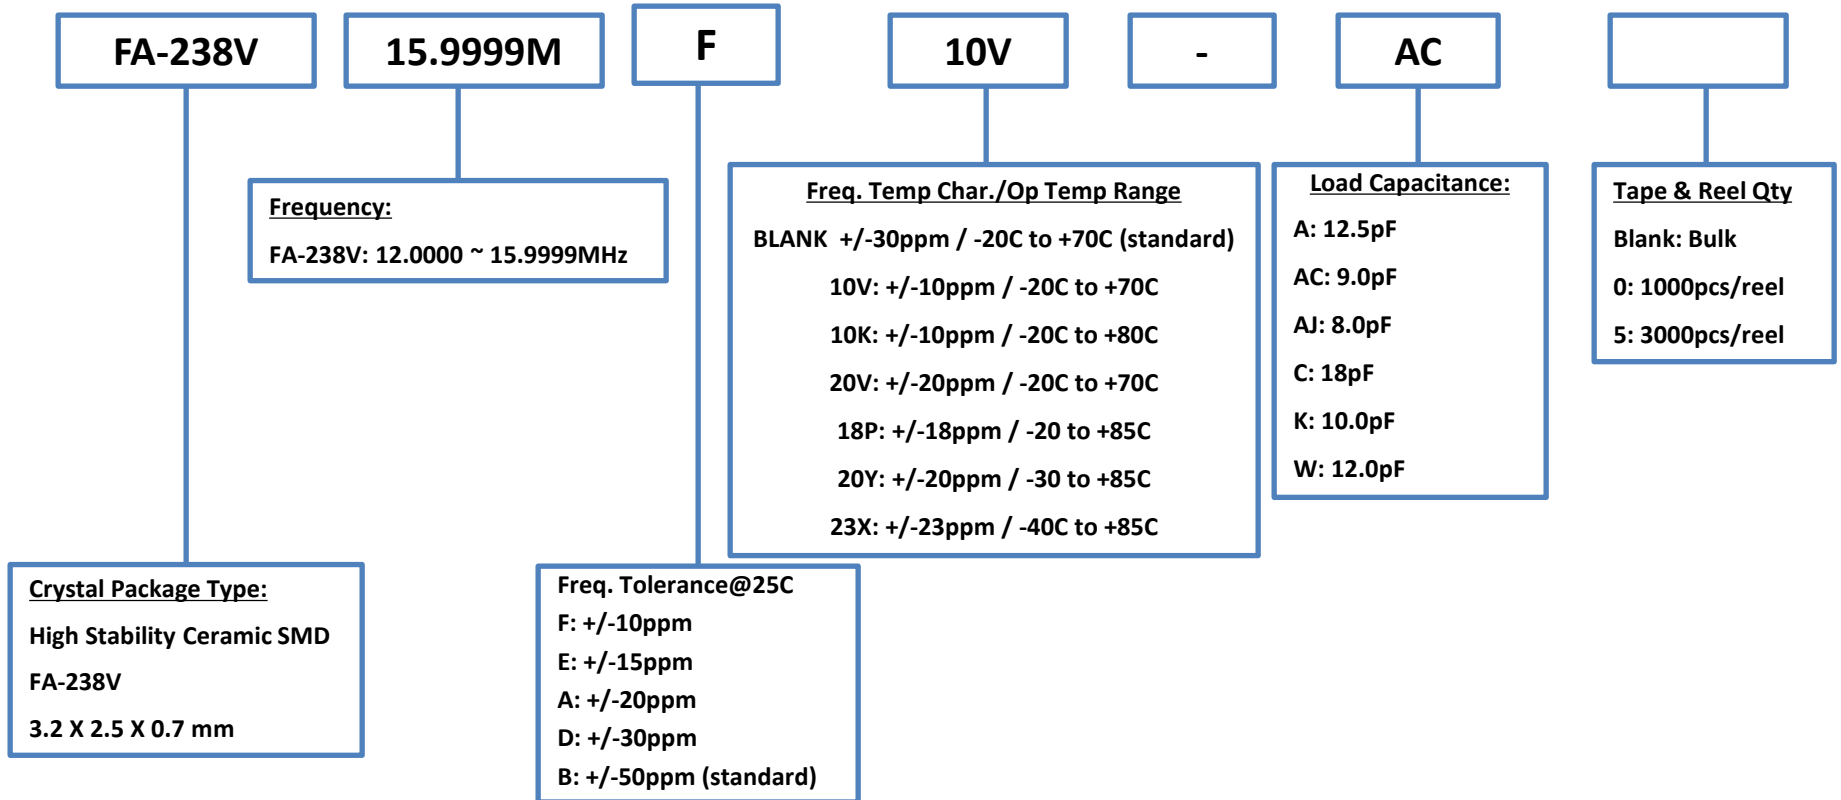 FA-238V
15.9999M
F
10V
-
AC
Frequency:
FA-238V: 12.0000 ~ 15.9999MHz
Freq. Temp Char./Op Temp Range
BLANK +/-30ppm / -20C to +70C (standard)
10V: +/-10ppm / -20C to +70C
10K: +/-10ppm / -20C to +80C
20V: +/-20ppm / -20C to +70C
18P: +/-18ppm / -20 to +85C
20Y: +/-20ppm / -30 to +85C
23X: +/-23ppm / -40C to +85C
Load Capacitance:
A: 12.5pF
AC: 9.0pF
AJ: 8.0pF
C: 18pF
K: 10.0pF
W: 12.0pF
Tape & Reel Qty
Blank: Bulk
0: 1000pcs/reel
5: 3000pcs/reel
Crystal Package Type:
High Stability Ceramic SMD
FA-238V
3.2 X 2.5 X 0.7 mm
Freq. Tolerance@25C
F: +/-10ppm
E: +/-15ppm
A: +/-20ppm
D: +/-30ppm
B: +/-50ppm (standard)